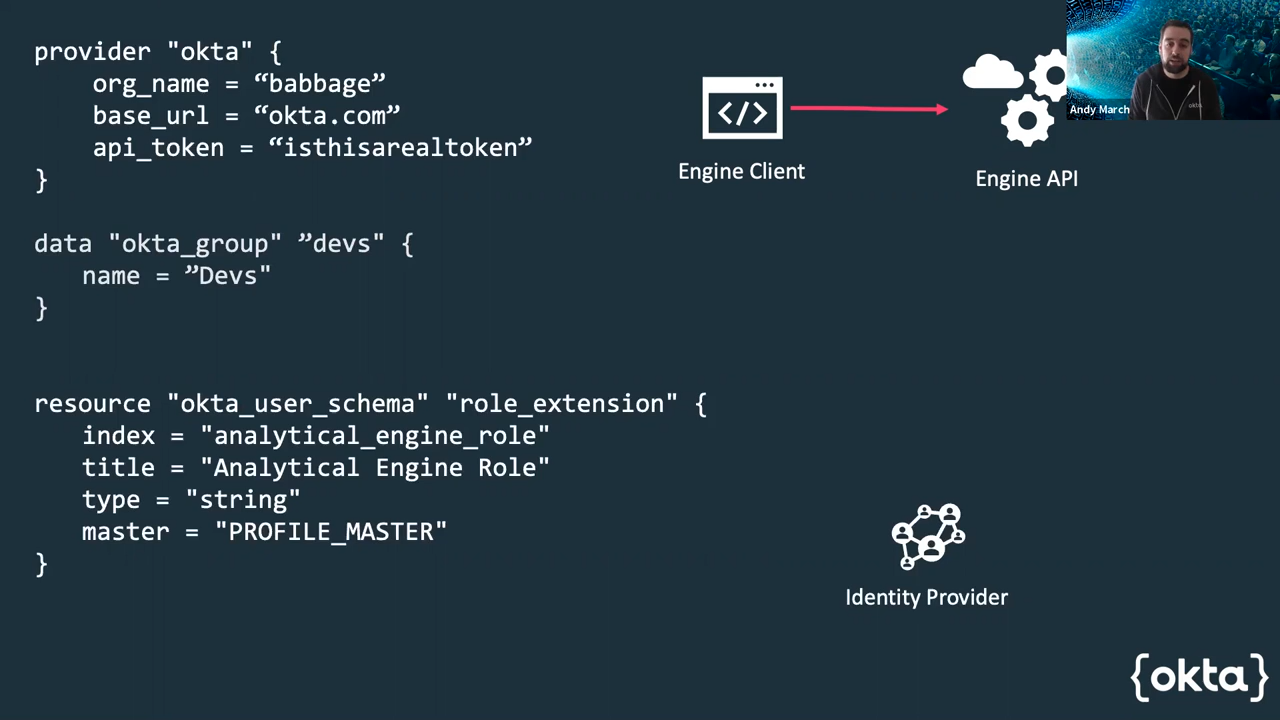 provider "okta" {
org_name = “babbage”
base_url = “okta.com”
api_token = “isthisarealtoken”
}
data "okta_group" ”devs" {
name = ”Devs"
}
resource "okta_user_schema" "role_extension" {
index = "analytical_engine_role"
title = "Analytical Engine Role"
type = "string"
master = "PROFILE_MASTER"
}
</>
Engine Client
Engine API
Andy March
okta
Identity Provider
{okta}